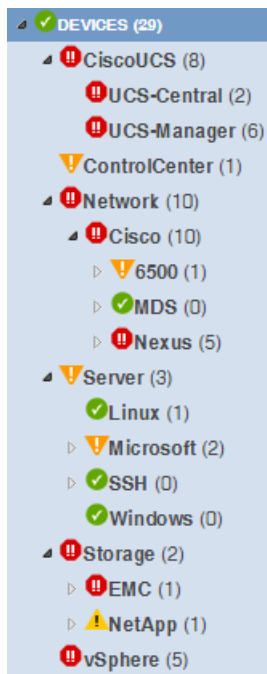 DEVICES (29)
CiscoUCS (8)
UCS-Central (2)
UCS-Manager (6)
ControlCenter (1)
Network (10)
Cisco (10)
6500 (1)
MDS (0)
Nexus (5)
Server (3)
Linux (1)
Microsoft (2)
SSH (0)
Windows (0)
Storage (2)
EMC (1)
NetApp (1)
vSphere (5)